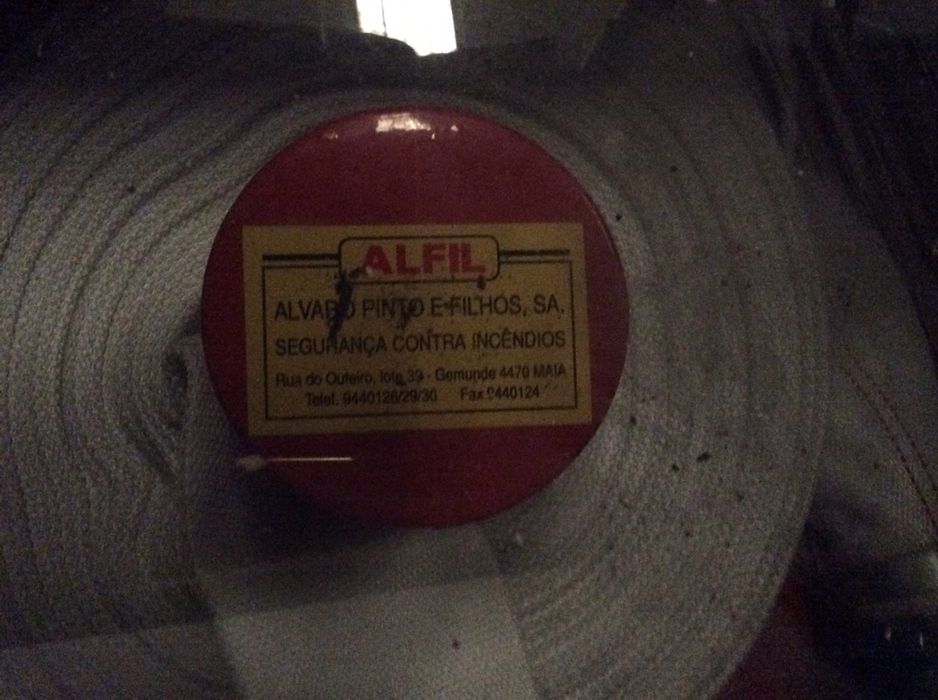 ALFIL
ALVARO PINTO E FILHOS, SA.
SEGURANÇA CONTRA INCÊNDIOS
Rua do Outeiro, lote 39 - Gemunde 4470 MAIA
Telef. 9440126/29/30 Fax 9440124